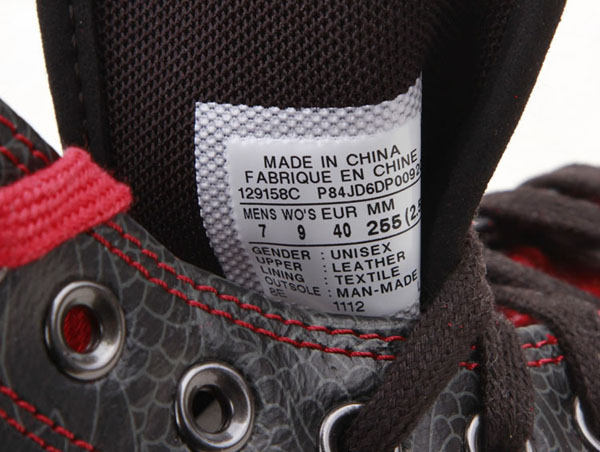 MADE IN CHINA
FABRIQUE EN CHINE
129158C
MENS WO'S EUR MM
7 9 40 255
GENDER : UNISEX
UPPER : LEATHER
LINING : TEXTILE
OUTSOLE : MAN-MADE
1112